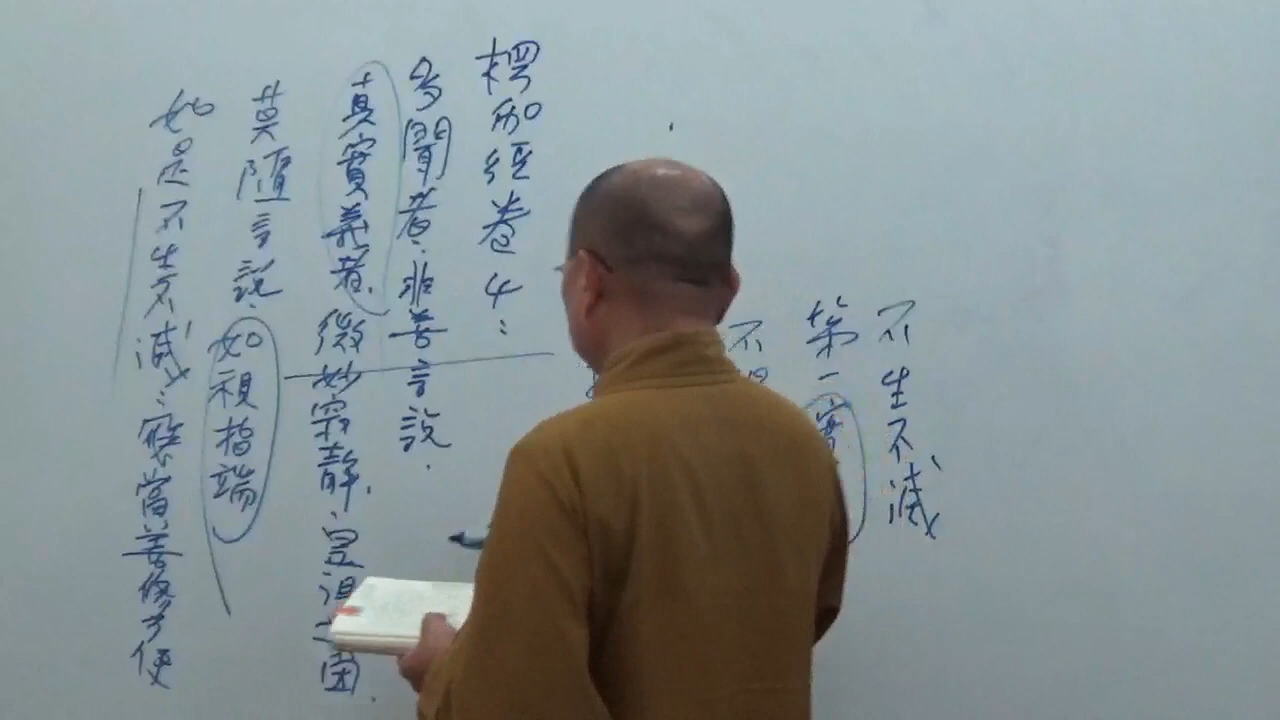 不生不滅
第一實
不
楞伽經卷4:
多聞者.非善言說.
真實義者.微妙寂靜.是涅 因.
莫隨言說.如視指端
如是不生不滅:應當善修方便